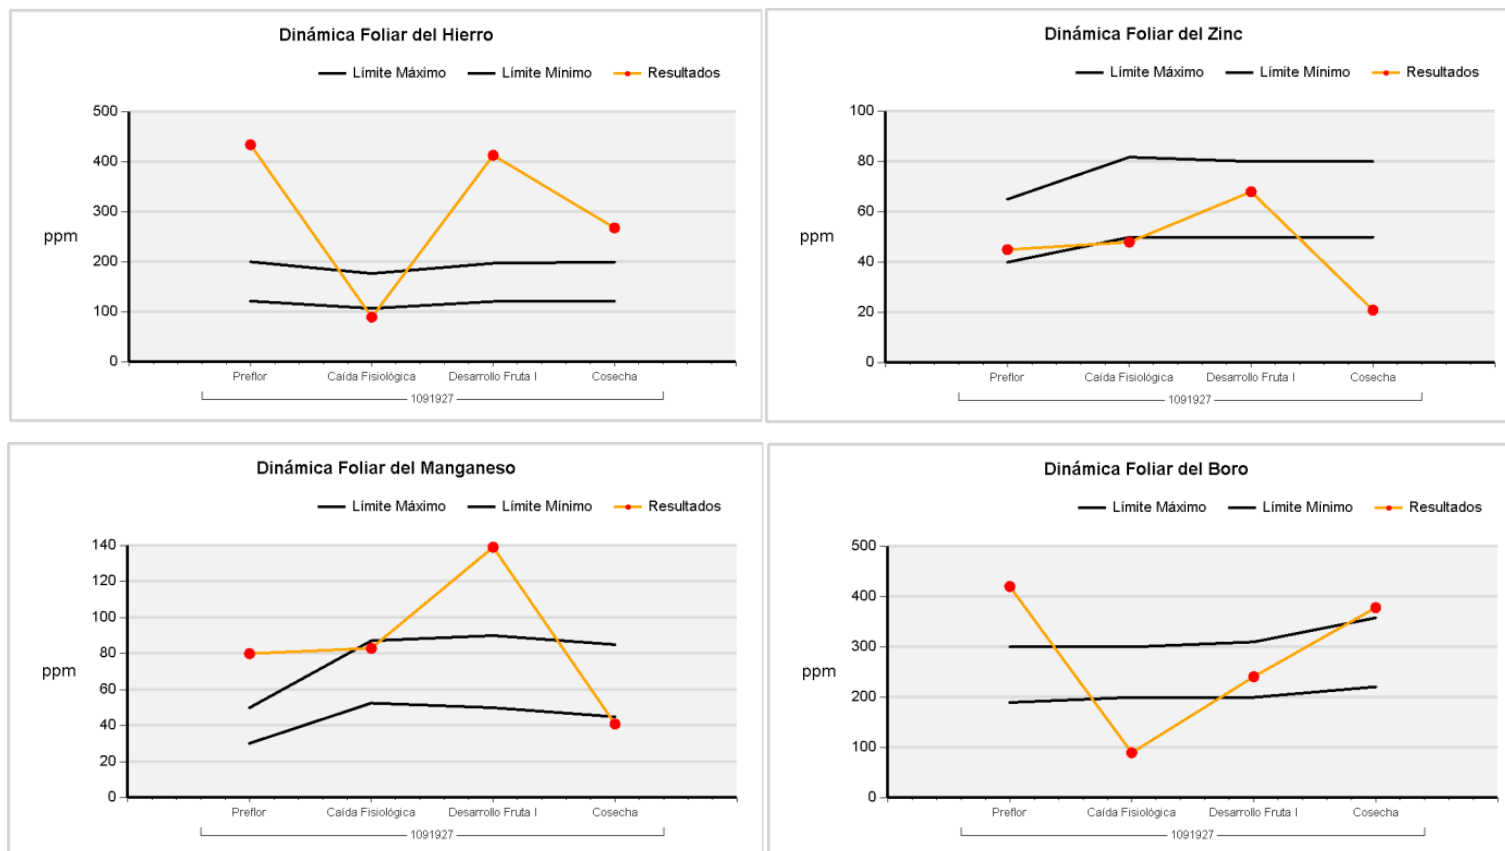 Dinámica Foliar del Hierro
Límite Máximo Límite Mínimo Resultados
500
400
300
ppm
200
100
0
Preflor Caída Fisiológica Desarrollo Fruta I Cosecha
1091927
Dinámica Foliar del Zinc
Límite Máximo Límite Mínimo Resultados
100
80
60
ppm
40
20
0
Preflor Caída Fisiológica Desarrollo Fruta I Cosecha
1091927
Dinámica Foliar del Manganeso
Límite Máximo Límite Mínimo Resultados
140
120
100
80
ppm
60
40
20
0
Preflor Caída Fisiológica Desarrollo Fruta I Cosecha
1091927
Dinámica Foliar del Boro
Límite Máximo Límite Mínimo Resultados
500
400
300
ppm
200
100
0
Preflor Caída Fisiológica Desarrollo Fruta I Cosecha
1091927